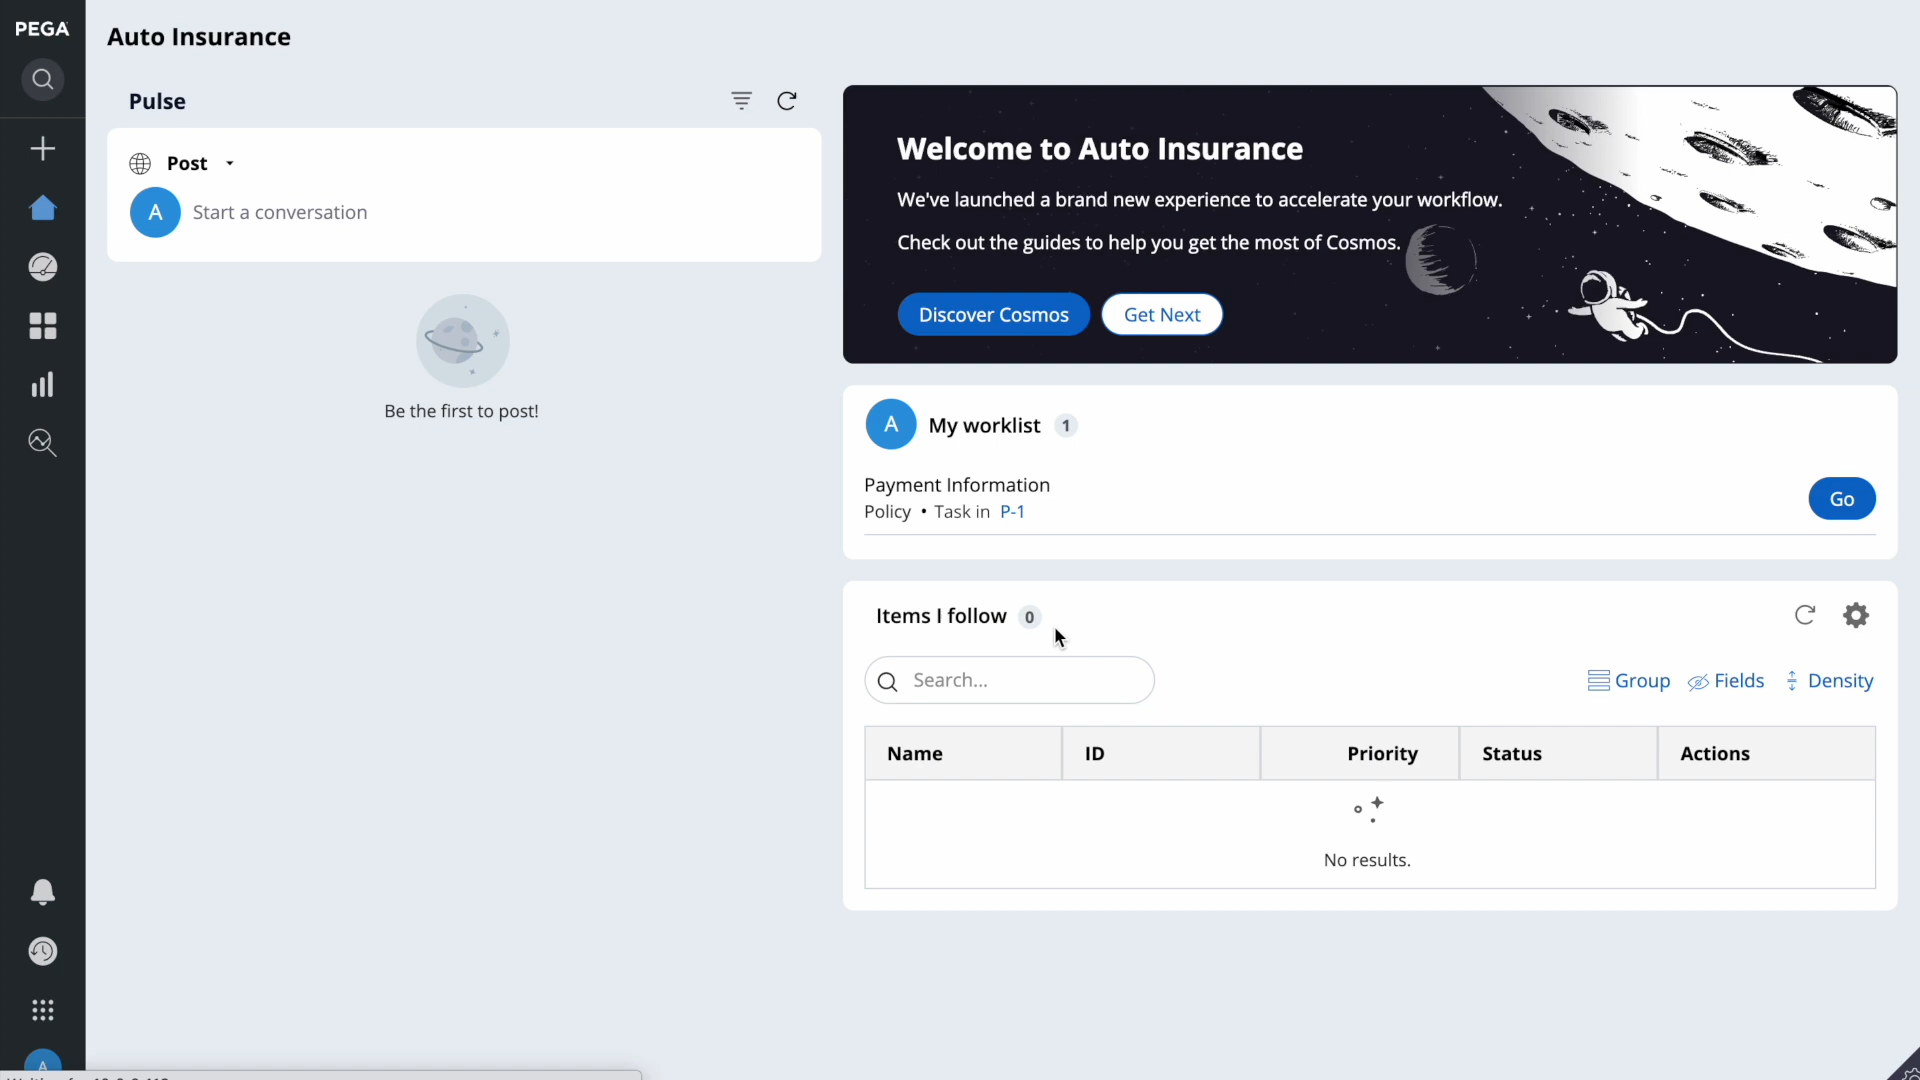 PEGA
Auto Insurance
Pulse
Post
A
Start a conversation
Be the first to post!
Welcome to Auto Insurance
We've launched a brand new experience to accelerate your workflow.
Check out the guides to help you get the most of Cosmos.
Discover Cosmos
Get Next
A
My worklist
1
Payment Information
Policy • Task in P-1
Go
Items I follow
0
Search...
Group
Fields
Density
Name
ID
Priority
Status
Actions
No results.
A